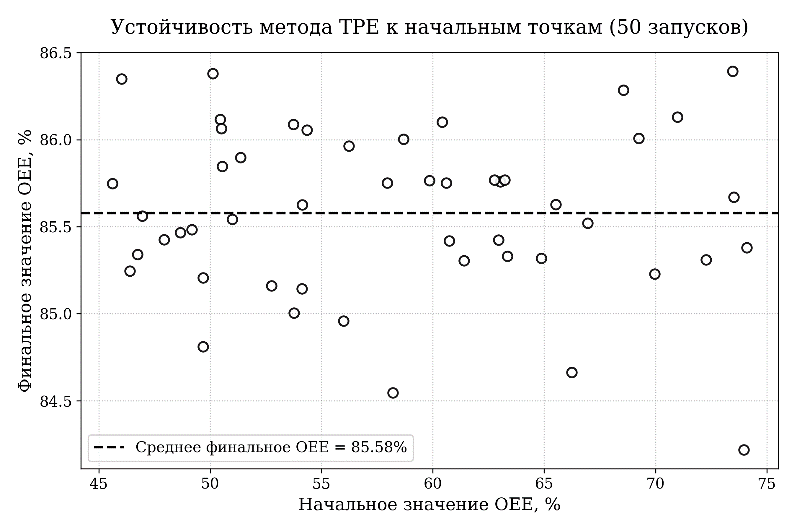 Устойчивость метода TPE к начальным точкам (50 запусков)
Финальное значение OEE, %
86.5
86.0
85.5
85.0
84.5
Среднее финальное OEE = 85.58%
45 50 55 60 65 70 75
Начальное значение OEE, %